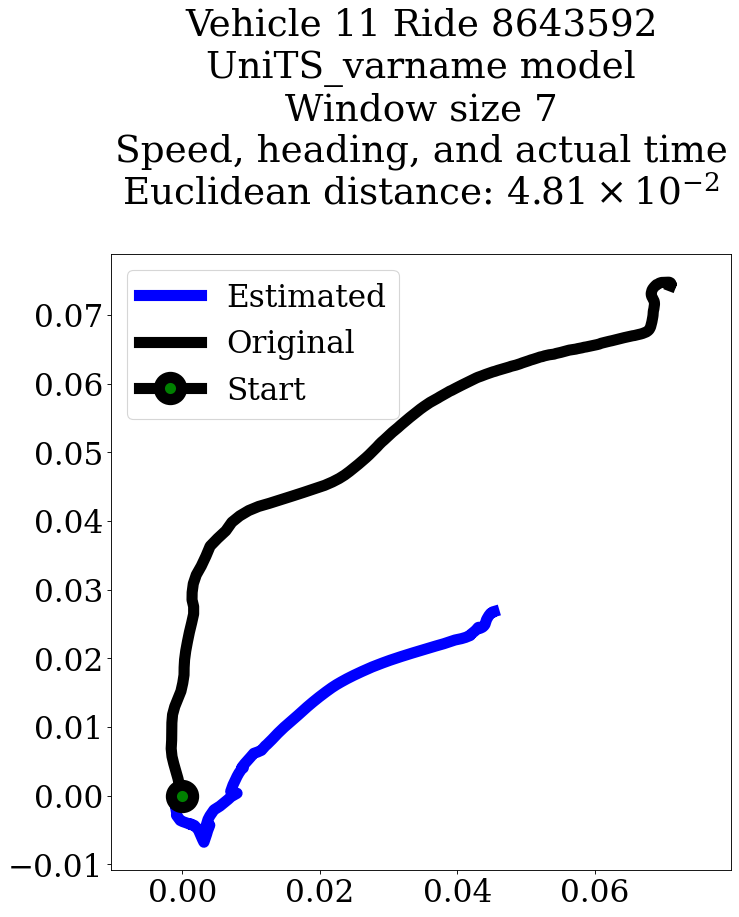 Vehicle 11 Ride 8643592
UniTS_varname model
Window size 7
Speed, heading, and actual time
Euclidean distance: 4.81 × 10⁻²
Estimated
Original
Start
0.07
0.06
0.05
0.04
0.03
0.02
0.01
0.00
−0.01
0.00 0.02 0.04 0.06